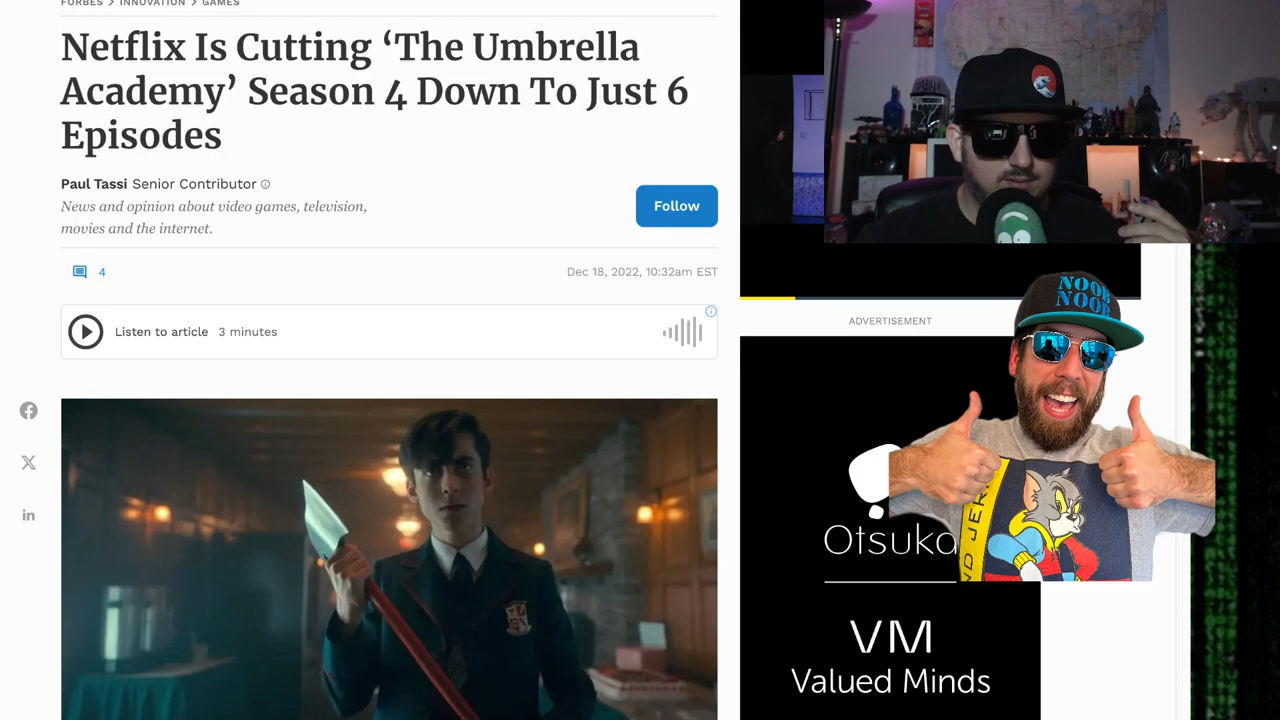 FORBES > INNOVATION > GAMES
Netflix Is Cutting ‘The Umbrella
Academy’ Season 4 Down To Just 6
Episodes
Paul Tassi Senior Contributor
News and opinion about video games, television,
movies and the internet.
Follow
4
Dec 18, 2022, 10:32am EST
Listen to article 3 minutes
ADVERTISEMENT
NOOB
NOOB
ND JER
Otsuka
VM
Valued Minds